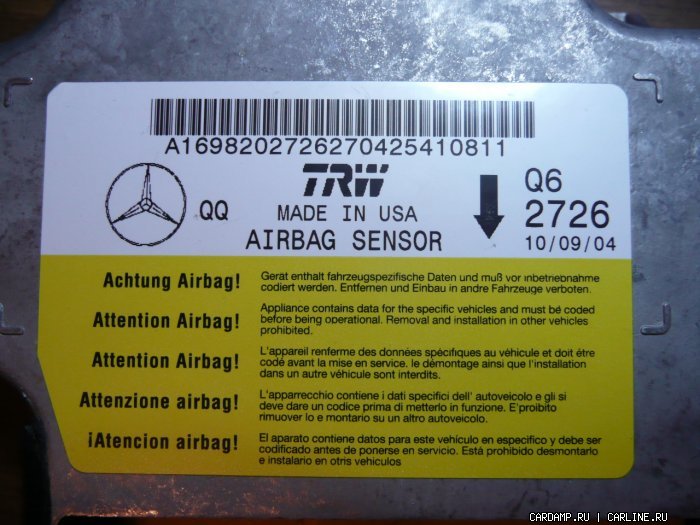 A1698202726270425410811
TRW
QQ
MADE IN USA
AIRBAG SENSOR
Q6
2726
10/09/04
Achtung Airbag!
Gerät enthält fahrzeugspezifische Daten und muß vor inbetriebnahme
codiert werden. Entfernen und Einbau in andre Fahrzeuge verboten.
Attention Airbag!
Appliance contains data for the specific vehicles and must be coded
before being operational. Removal and installation in other vehicles
prohibited.
Attention Airbag!
L'appareil renferme des données spécifiques au véhicule et doit être
codé avant la mise en service. le démontage ainsi que l'installation
dans un autre véhicule sont interdits.
Attenzione airbag!
L'apparrecchio contiene i dati specifici dell' autoveicolo e gli si
deve dare un codice prima di metterlo in funzione. E'proibito
rimuoverlo e montario su un altro autoveicolo.
¡Atencion airbag!
El aparato contiene datos para este vehículo en especifico y debe ser
codificado antes de ponerse en servicio. Está prohibido desmontarlo
e instalario en otris vehículos
CARDAMP.RU | CARLINE.RU